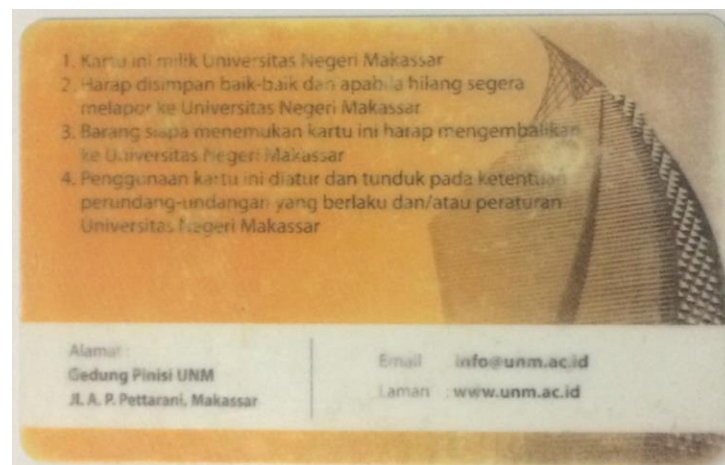 1. Kartu ini milik Universitas Negeri Makassar
2. Harap disimpan baik-baik dan apabila hilang segera
melapor ke Universitas Negeri Makassar
3. Barang siapa menemukan kartu ini harap mengembalikan
ke Universitas Negeri Makassar
4. Penggunaan kartu ini diatur dan tunduk pada ketentuan
perundang-undangan yang berlaku dan/atau peraturan
Universitas Negeri Makassar
Alamat :
Gedung Pinisi UNM
Jl. A. P. Pettarani, Makassar
Email : info@unm.ac.id
Laman : www.unm.ac.id